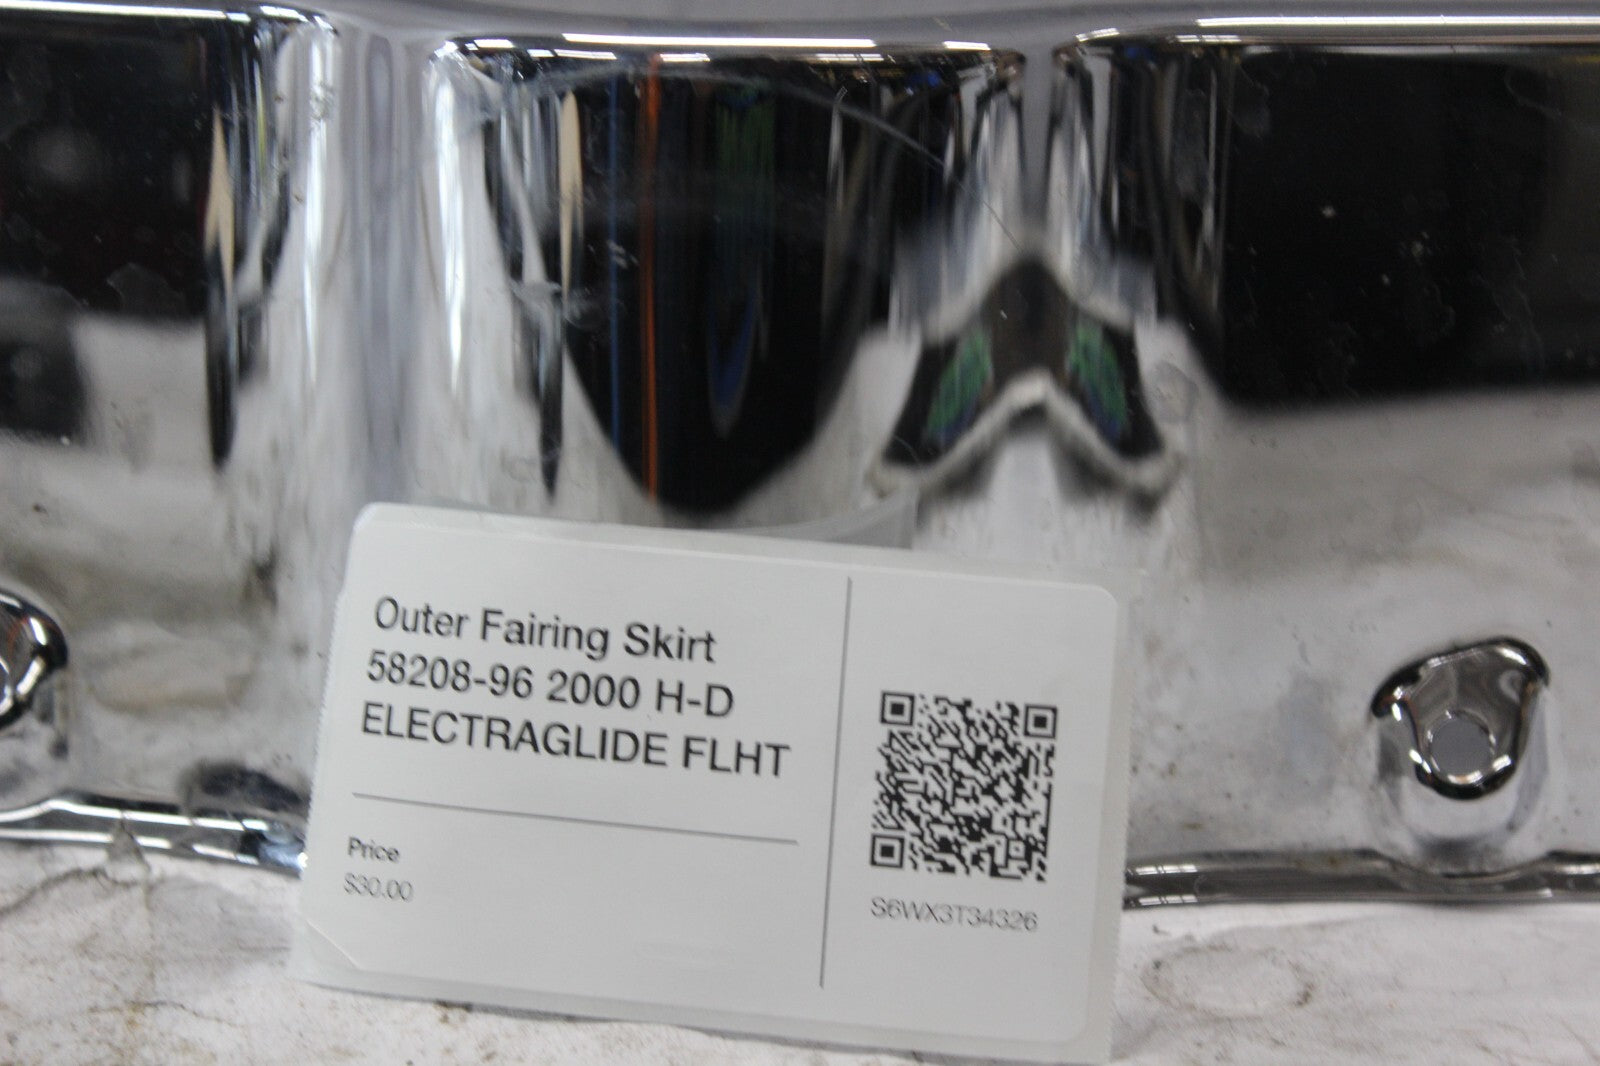 Outer Fairing Skirt
58208-96 2000 H-D
ELECTRAGLIDE FLHT
Price
$30.00
S6WX3T34326